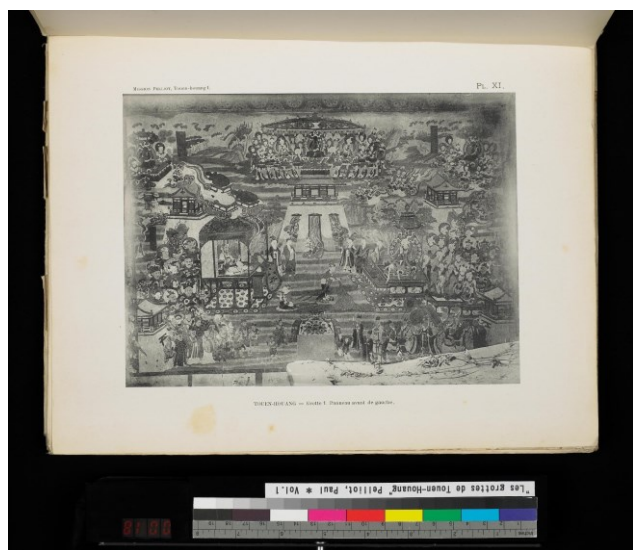 Mission Pelliot, Touen-houang I.
PL. XI.
TOUEN-HOUANG — Grotte 1. Panneau avant de gauche.
"Les grottes de Touen-Houang" Pelliot, Paul * Vol.1